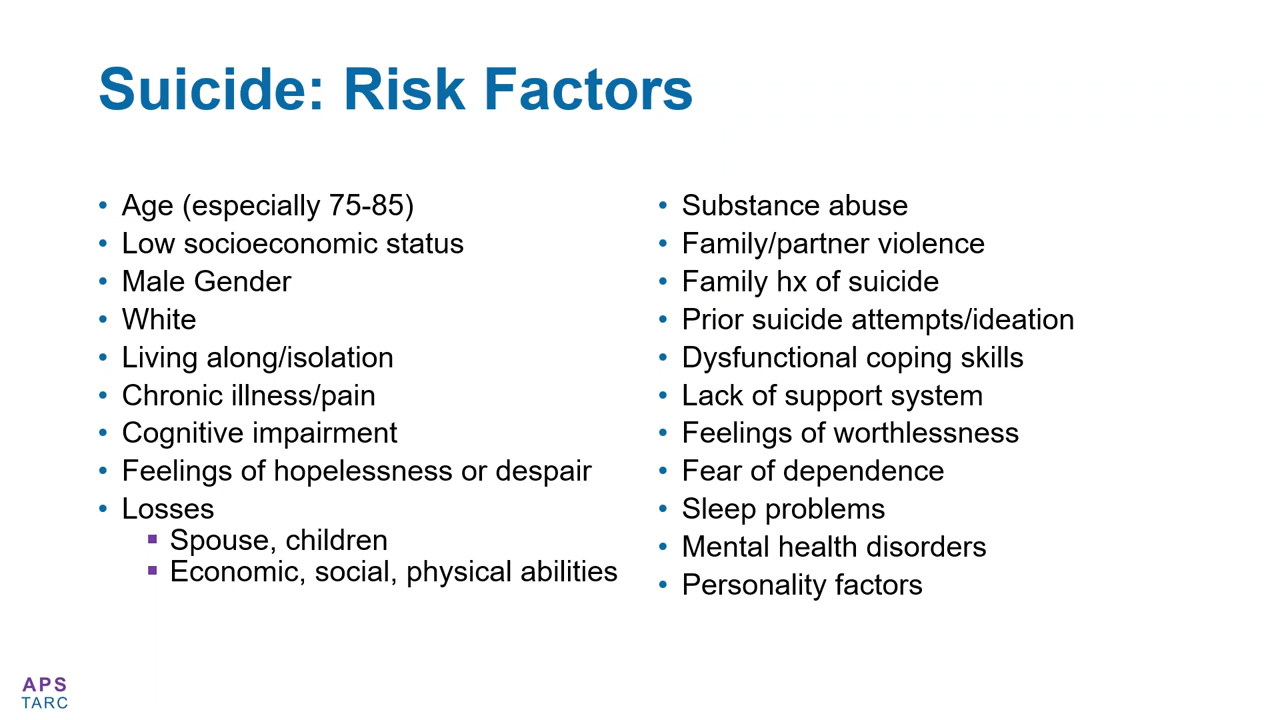 Suicide: Risk Factors
• Age (especially 75-85)
• Low socioeconomic status
• Male Gender
• White
• Living along/isolation
• Chronic illness/pain
• Cognitive impairment
• Feelings of hopelessness or despair
• Losses
▪ Spouse, children
▪ Economic, social, physical abilities
• Substance abuse
• Family/partner violence
• Family hx of suicide
• Prior suicide attempts/ideation
• Dysfunctional coping skills
• Lack of support system
• Feelings of worthlessness
• Fear of dependence
• Sleep problems
• Mental health disorders
• Personality factors
APS
TARC